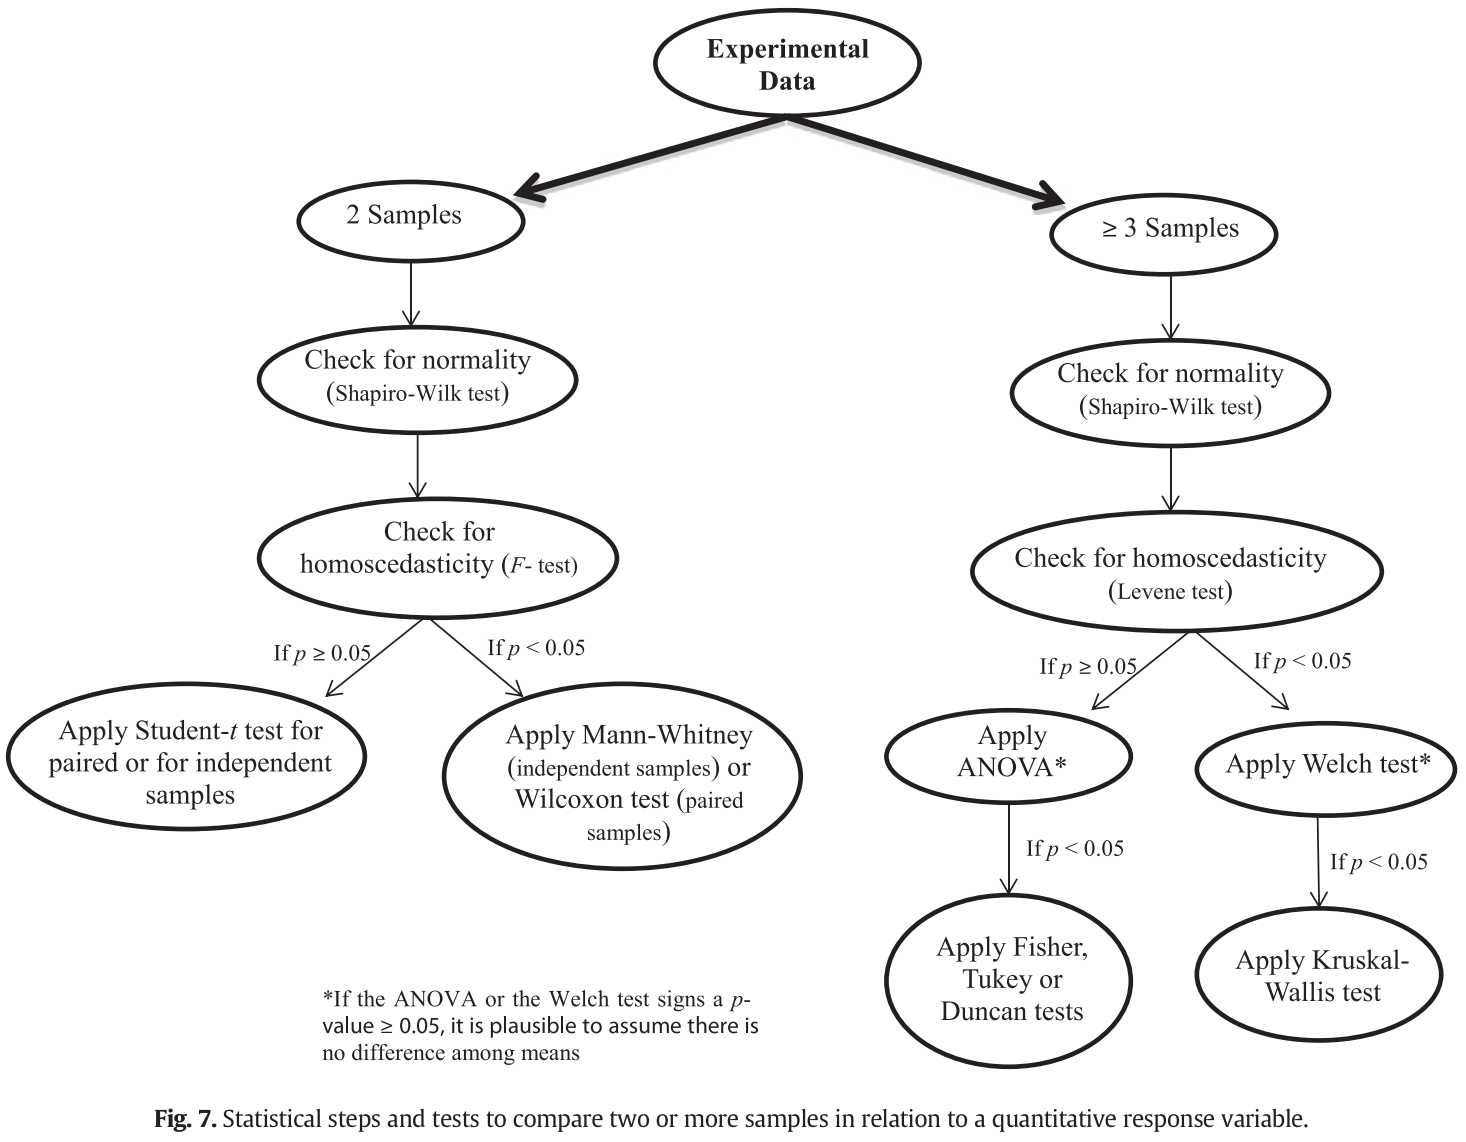 Experimental
Data
2 Samples
≥ 3 Samples
Check for normality
(Shapiro-Wilk test)
Check for normality
(Shapiro-Wilk test)
Check for
homoscedasticity (F- test)
Check for homoscedasticity
(Levene test)
If p ≥ 0.05
If p < 0.05
If p ≥ 0.05
If p < 0.05
Apply Student-t test for
paired or for independent
samples
Apply Mann-Whitney
(independent samples) or
Wilcoxon test (paired
samples)
Apply
ANOVA*
Apply Welch test*
If p < 0.05
If p < 0.05
Apply Fisher,
Tukey or
Duncan tests
Apply Kruskal-
Wallis test
*If the ANOVA or the Welch test signs a p-
value ≥ 0.05, it is plausible to assume there is
no difference among means
Fig. 7. Statistical steps and tests to compare two or more samples in relation to a quantitative response variable.